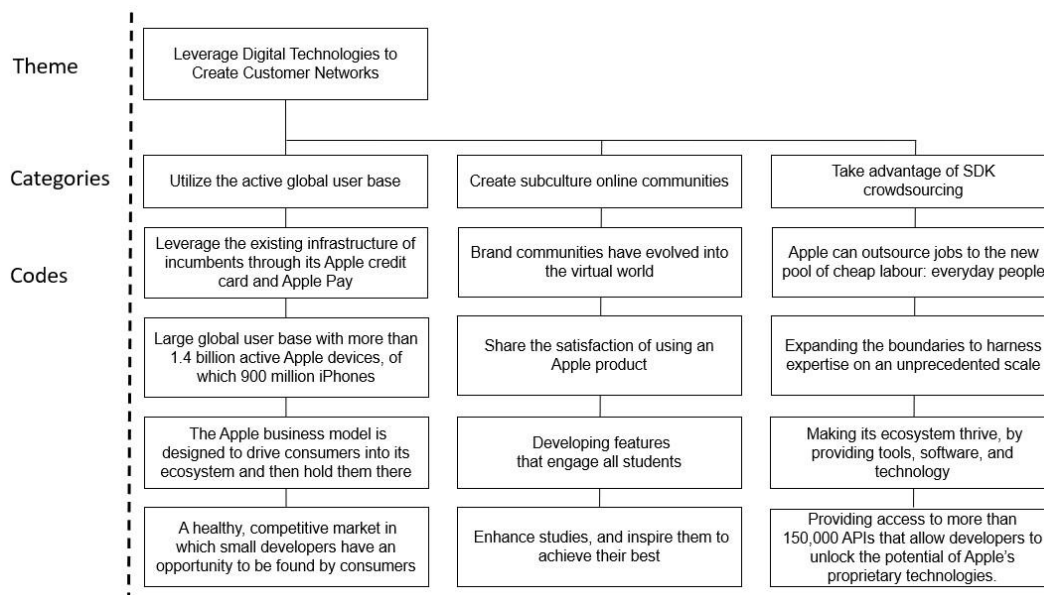 Theme
Leverage Digital Technologies to
Create Customer Networks
Categories
Utilize the active global user base
Create subculture online communities
Take advantage of SDK
crowdsourcing
Codes
Leverage the existing infrastructure of
incumbents through its Apple credit
card and Apple Pay
Brand communities have evolved into
the virtual world
Apple can outsource jobs to the new
pool of cheap labour: everyday people
Large global user base with more than
1.4 billion active Apple devices, of
which 900 million iPhones
Share the satisfaction of using an
Apple product
Expanding the boundaries to harness
expertise on an unprecedented scale
The Apple business model is
designed to drive consumers into its
ecosystem and then hold them there
Developing features
that engage all students
Making its ecosystem thrive, by
providing tools, software, and
technology
A healthy, competitive market in
which small developers have an
opportunity to be found by consumers
Enhance studies, and inspire them to
achieve their best
Providing access to more than
150,000 APIs that allow developers to
unlock the potential of Apple's
proprietary technologies.